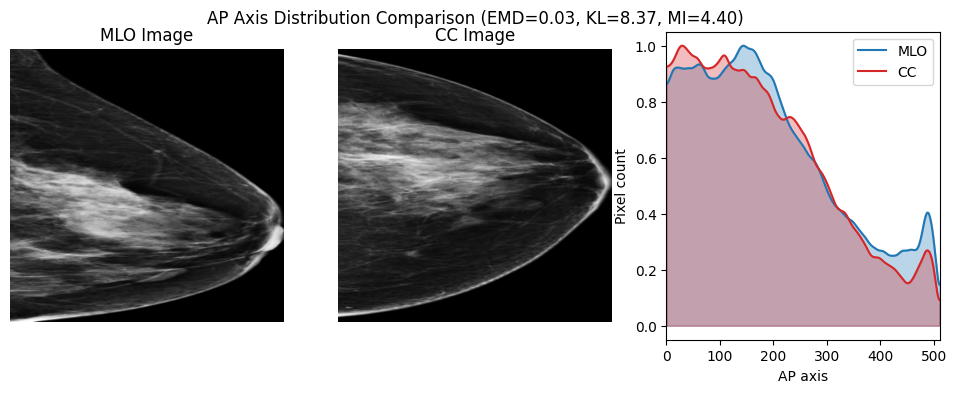 AP Axis Distribution Comparison (EMD=0.03, KL=8.37, MI=4.40)
MLO Image
CC Image
MLO
CC
Pixel count
1.0
0.8
0.6
0.4
0.2
0.0
0 100 200 300 400 500
AP axis